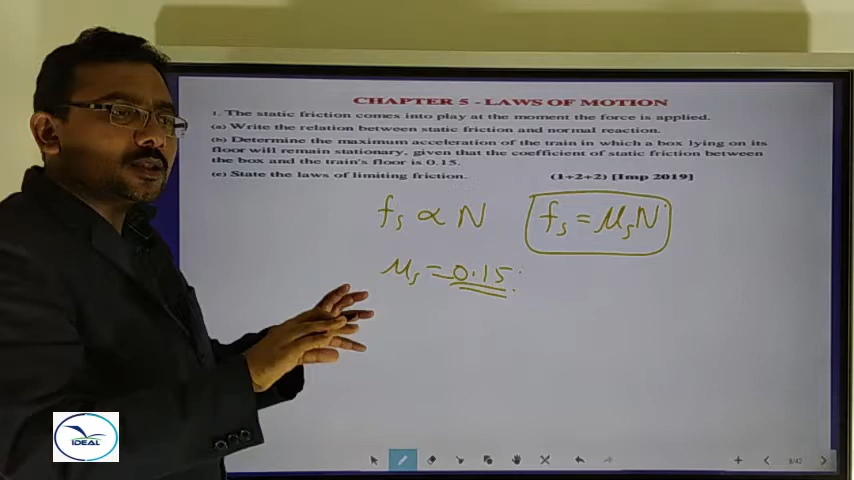 CHAPTER 5 - LAWS OF MOTION
1. The static friction comes into play at the moment the force is applied.
(a) Write the relation between static friction and normal reaction.
(b) Determine the maximum acceleration of the train in which a box lying on its
floor will remain stationary, given that the coefficient of static friction between
the box and the train's floor is 0.15.
(c) State the laws of limiting friction. (1+2+2) [Imp 2019]
fs ∝ N fs = μsN
μs = 0.15
IDEAL
9/42